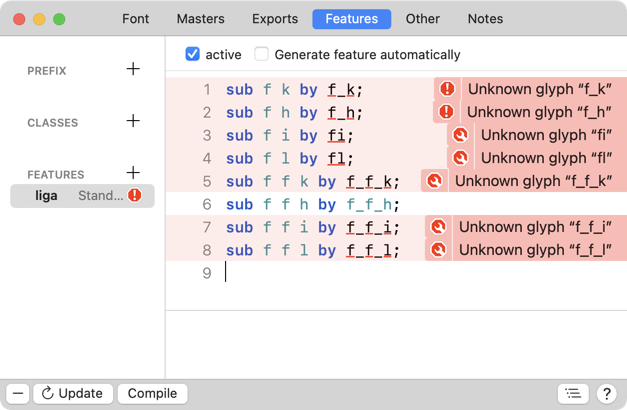 Font Masters Exports Features Other Notes
PREFIX +
CLASSES +
FEATURES +
liga Stand... !
active Generate feature automatically
1 sub f k by f_k; Unknown glyph “f_k”
2 sub f h by f_h; Unknown glyph “f_h”
3 sub f i by fi; Unknown glyph “fi”
4 sub f l by fl; Unknown glyph “fl”
5 sub f f k by f_f_k; Unknown glyph “f_f_k”
6 sub f f h by f_f_h;
7 sub f f i by f_f_i; Unknown glyph “f_f_i”
8 sub f f l by f_f_l; Unknown glyph “f_f_l”
9
Update Compile ?